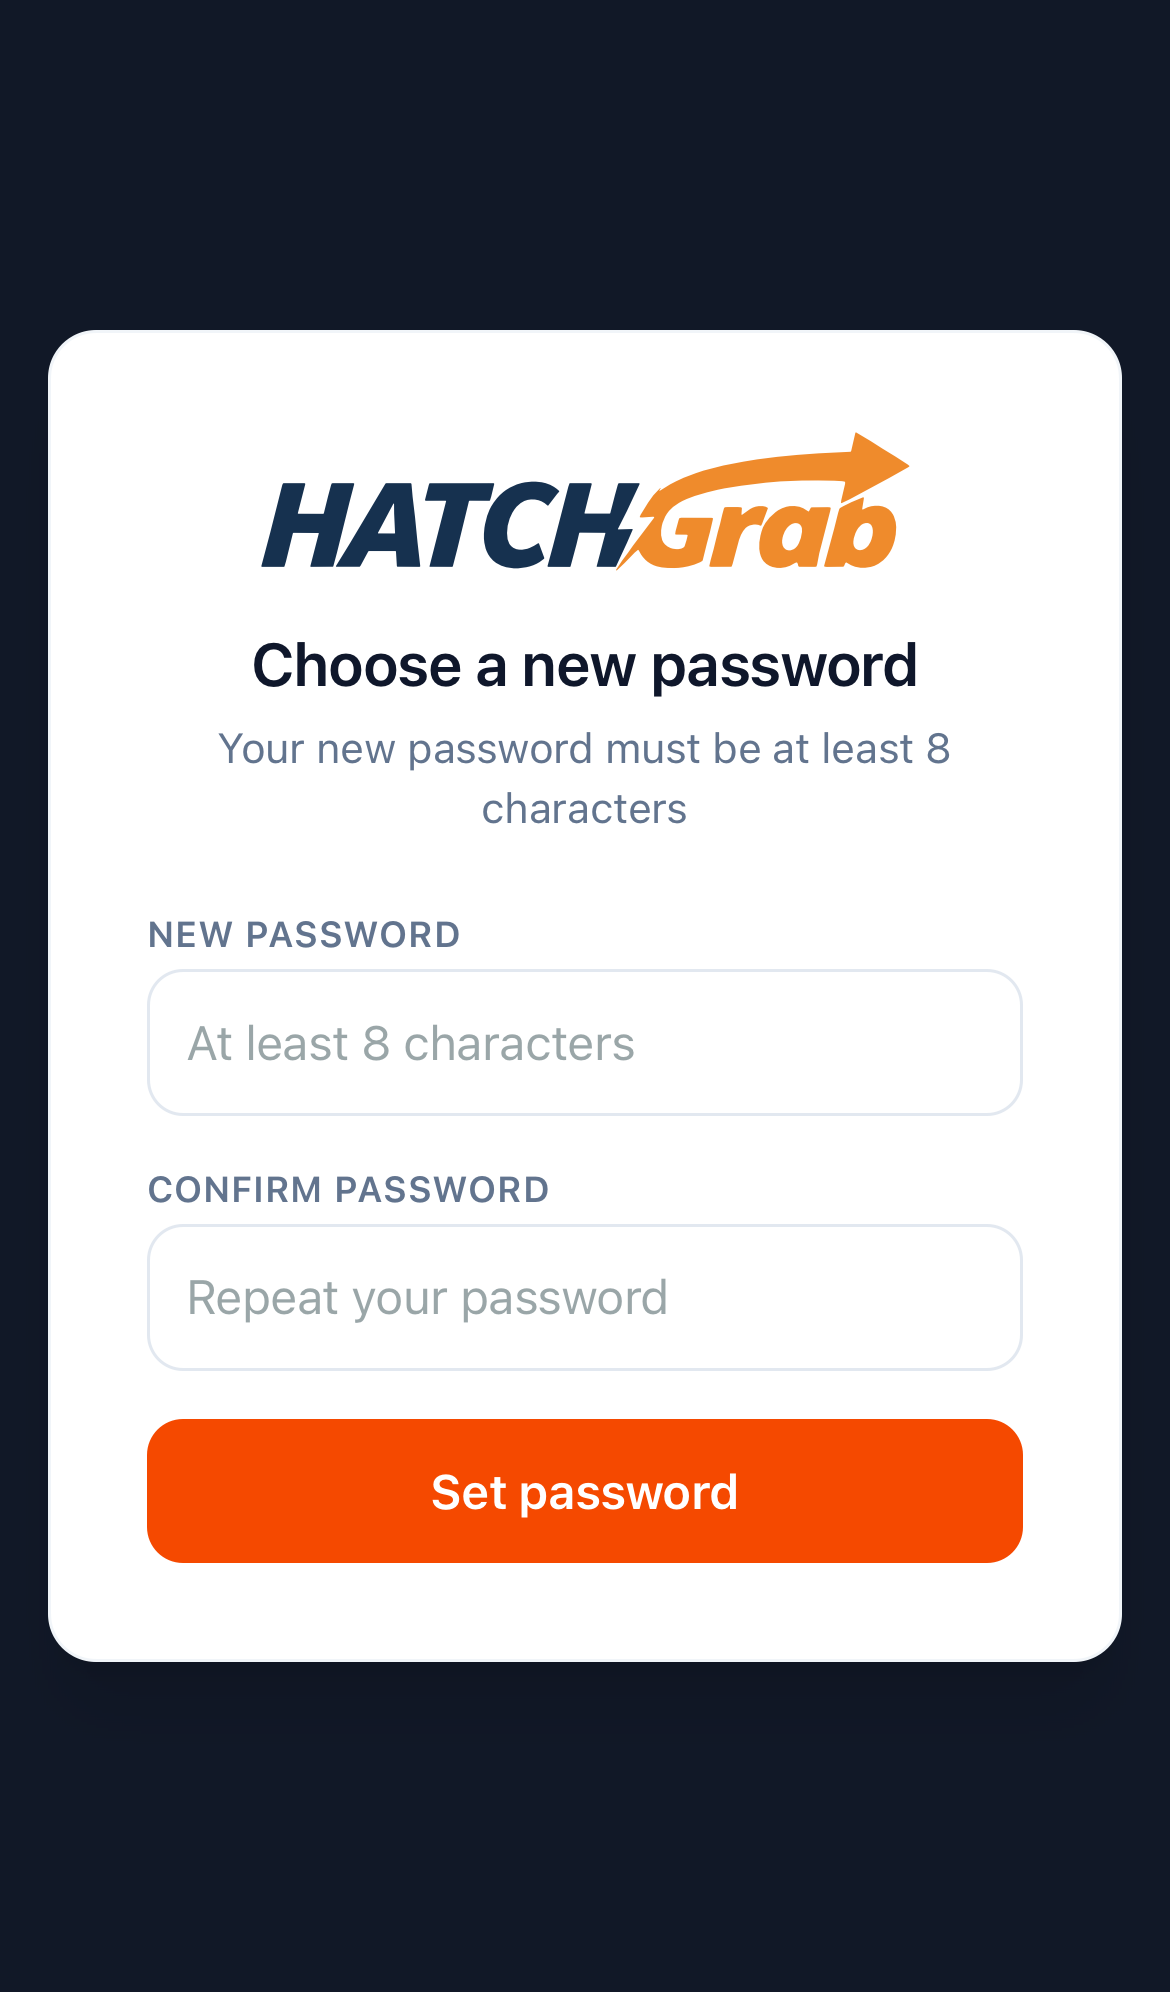 HATCHGrab
Choose a new password
Your new password must be at least 8
characters
NEW PASSWORD
At least 8 characters
CONFIRM PASSWORD
Repeat your password
Set password